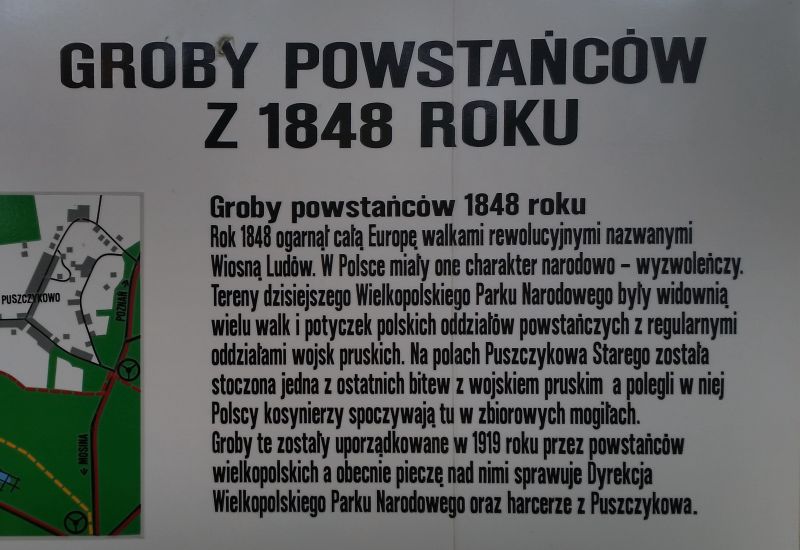 GROBY POWSTAŃCÓW
Z 1848 ROKU
Groby powstańców 1848 roku
Rok 1848 ogarnął całą Europę walkami rewolucyjnymi nazwanymi
Wiosną Ludów. W Polsce miały one charakter narodowo – wyzwoleńczy.
Tereny dzisiejszego Wielkopolskiego Parku Narodowego były widownią
wielu walk i potyczek polskich oddziałów powstańczych z regularnymi
oddziałami wojsk pruskich. Na polach Puszczykowa Starego została
stoczona jedna z ostatnich bitew z wojskiem pruskim a polegli w niej
Polscy kosynierzy spoczywają tu w zbiorowych mogiłach.
Groby te zostały uporządkowane w 1919 roku przez powstańców
wielkopolskich a obecnie pieczę nad nimi sprawuje Dyrekcja
Wielkopolskiego Parku Narodowego oraz harcerze z Puszczykowa.
PUSZCZYKOWO
POZNAŃ
MOSINA